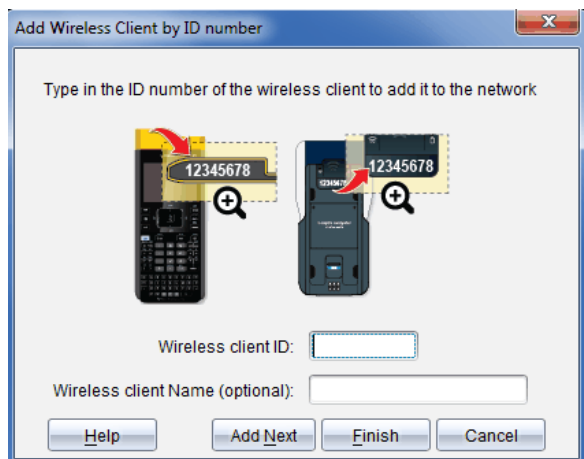 Add Wireless Client by ID number
Type in the ID number of the wireless client to add it to the network
12345678
12345678
12345678
Wireless client ID:
Wireless client Name (optional):
Help
Add Next
Finish
Cancel